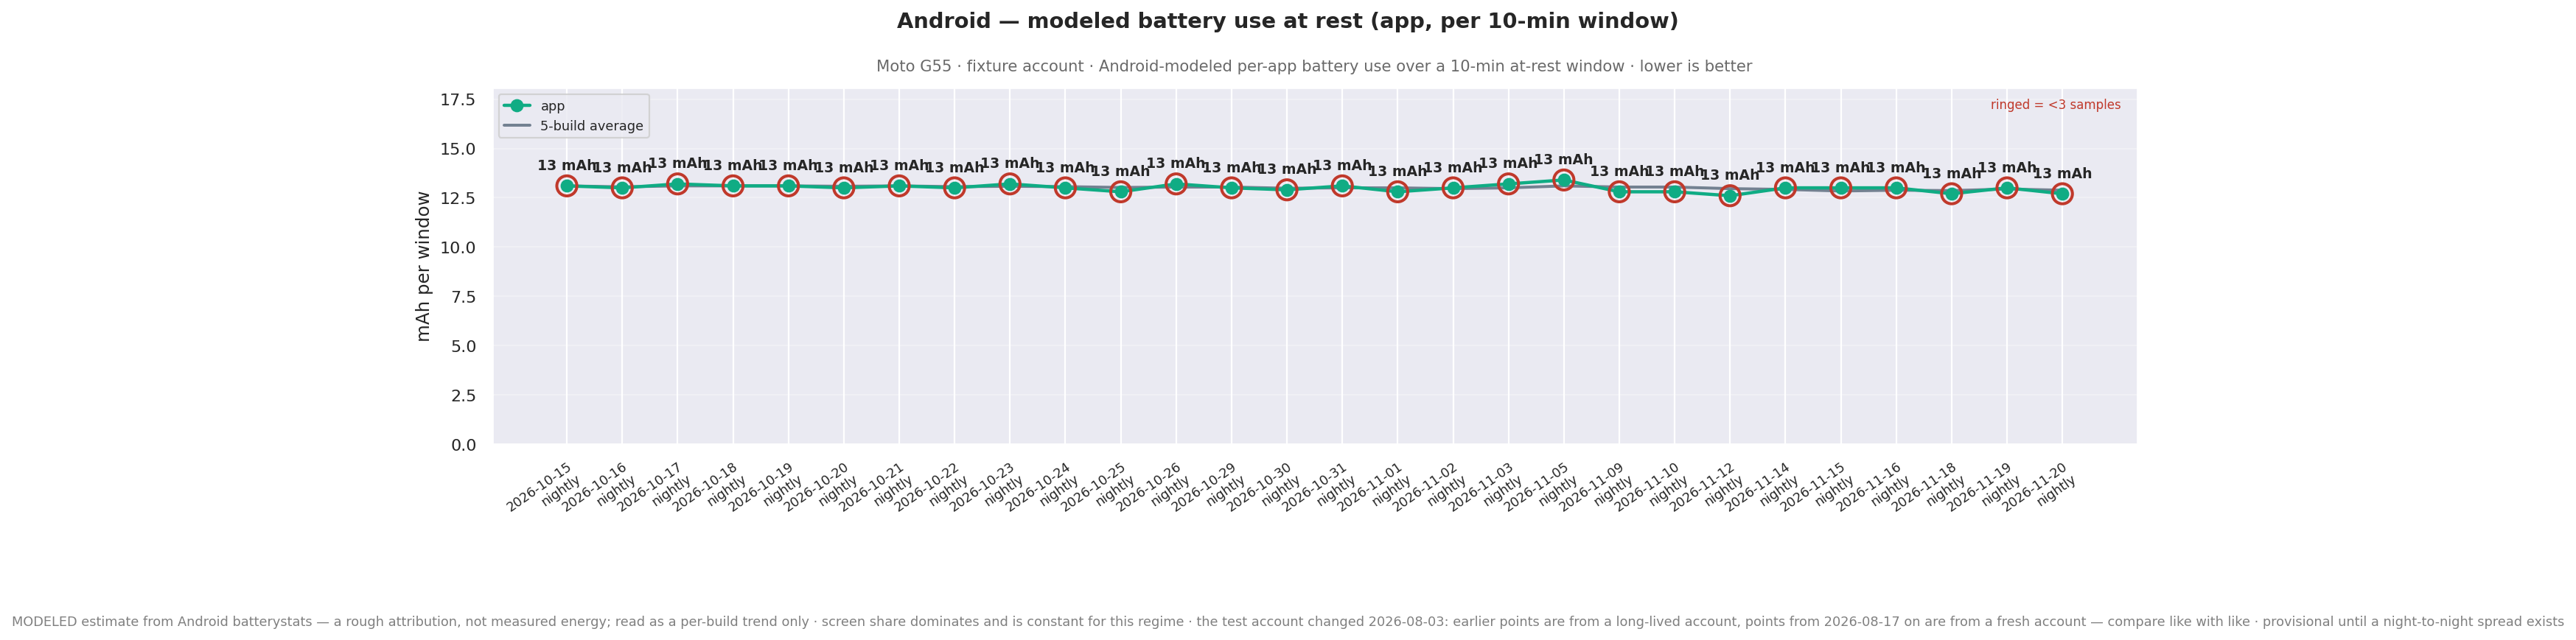 Android — modeled battery use at rest (app, per 10-min window)
Moto G55 · fixture account · Android-modeled per-app battery use over a 10-min at-rest window · lower is better
app
5-build average
ringed = <3 samples
17.5
15.0
12.5
10.0
7.5
5.0
2.5
0.0
mAh per window
13 mAh 13 mAh 13 mAh 13 mAh 13 mAh 13 mAh 13 mAh 13 mAh 13 mAh 13 mAh 13 mAh 13 mAh 13 mAh 13 mAh 13 mAh 13 mAh 13 mAh 13 mAh 13 mAh 13 mAh 13 mAh 13 mAh 13 mAh 13 mAh 13 mAh 13 mAh 13 mAh 13 mAh
2026-10-15
nightly
2026-10-16
nightly
2026-10-17
nightly
2026-10-18
nightly
2026-10-19
nightly
2026-10-20
nightly
2026-10-21
nightly
2026-10-22
nightly
2026-10-23
nightly
2026-10-24
nightly
2026-10-25
nightly
2026-10-26
nightly
2026-10-29
nightly
2026-10-30
nightly
2026-10-31
nightly
2026-11-01
nightly
2026-11-02
nightly
2026-11-03
nightly
2026-11-05
nightly
2026-11-09
nightly
2026-11-10
nightly
2026-11-12
nightly
2026-11-14
nightly
2026-11-15
nightly
2026-11-16
nightly
2026-11-18
nightly
2026-11-19
nightly
2026-11-20
nightly
MODELED estimate from Android batterystats — a rough attribution, not measured energy; read as a per-build trend only · screen share dominates and is constant for this regime · the test account changed 2026-08-03: earlier points are from a long-lived account, points from 2026-08-17 on are from a fresh account — compare like with like · provisional until a night-to-night spread exists